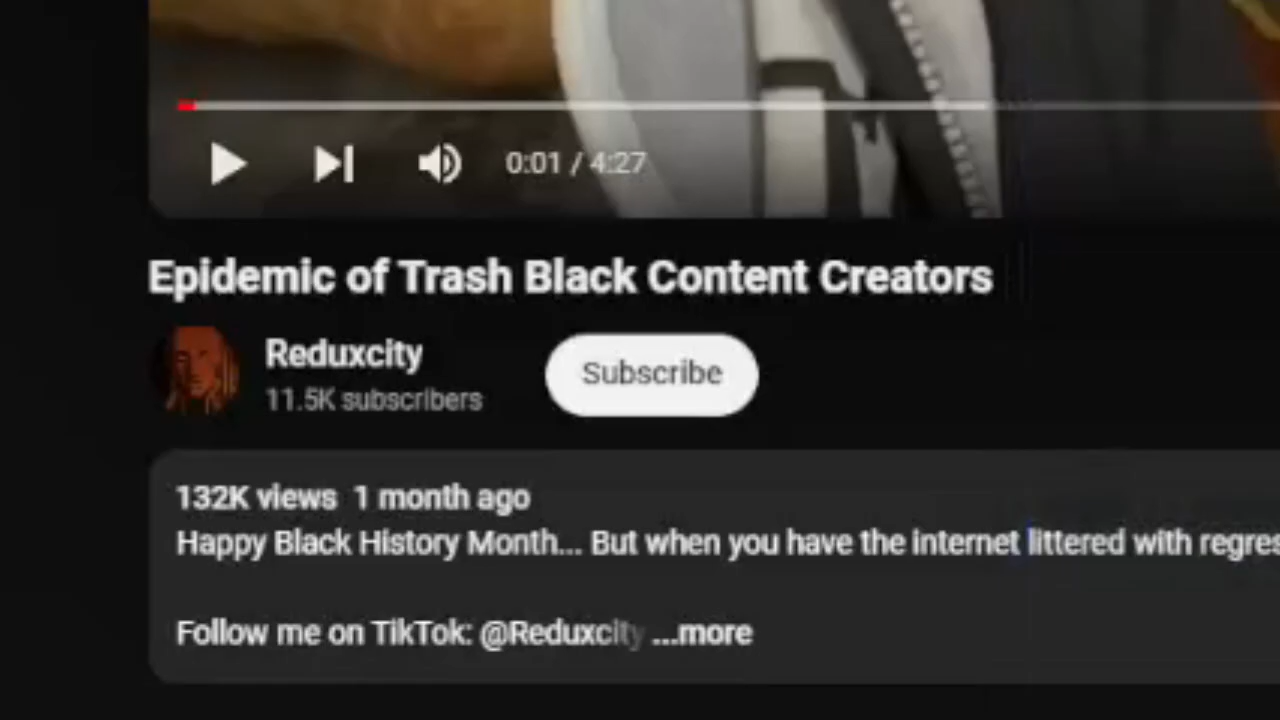 0:01 / 4:27
Epidemic of Trash Black Content Creators
Reduxcity
11.5K subscribers
Subscribe
132K views 1 month ago
Happy Black History Month... But when you have the internet littered with regres
Follow me on TikTok: @Reduxcity ...more